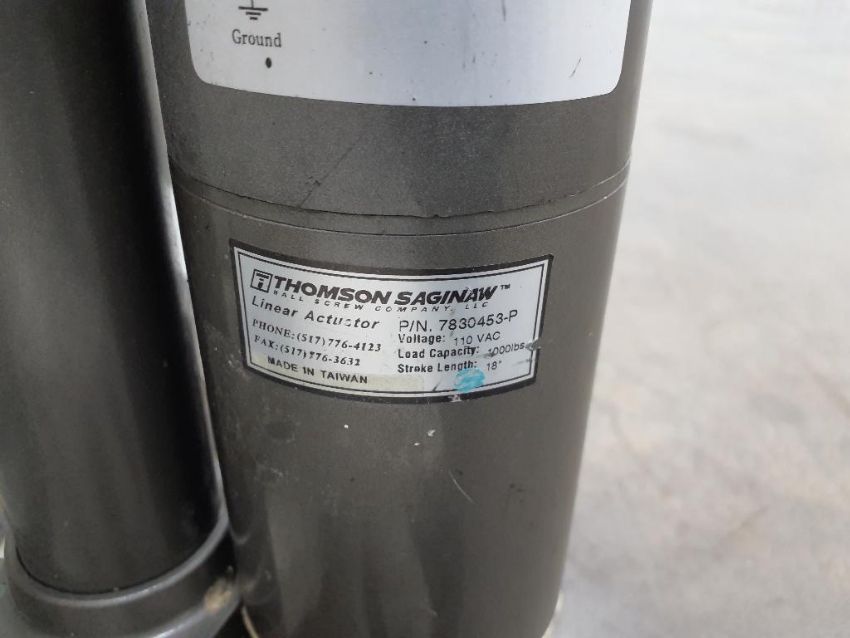 Ground
THOMSON SAGINAW™
BALL SCREW COMPANY, LLC
Linear Actuator
P/N. 7830453-P
PHONE:(517)776-4123
Voltage: 110 VAC
FAX:(517)776-3632
Load Capacity: 1000lbs
MADE IN TAIWAN
Stroke Length: 18"